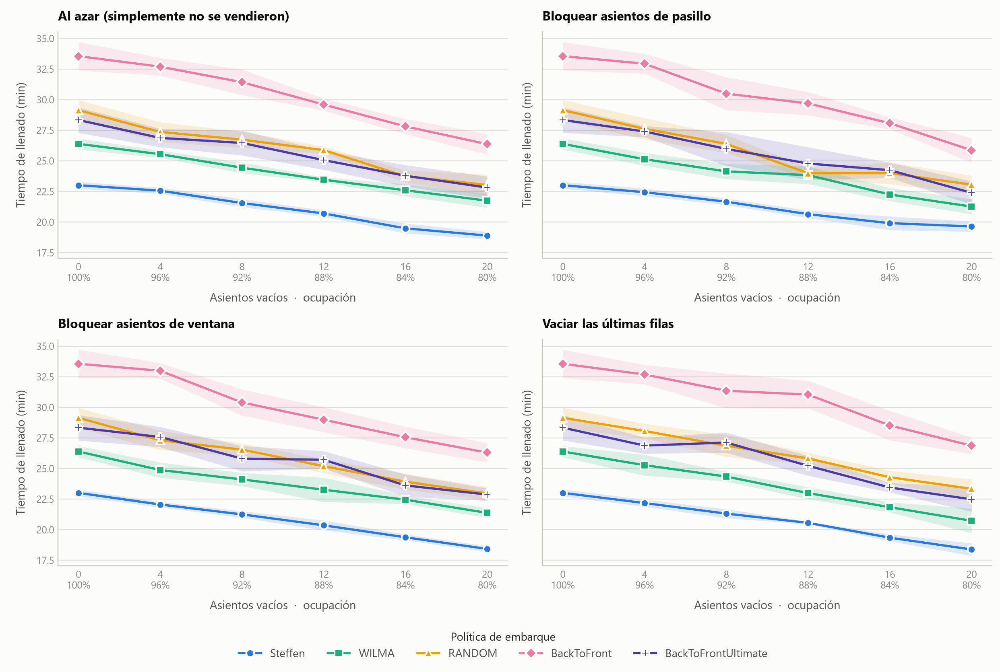 Al azar (simplemente no se vendieron)
Tiempo de llenado (min)
35.0
32.5
30.0
27.5
25.0
22.5
20.0
17.5
0 4 8 12 16 20
100% 96% 92% 88% 84% 80%
Asientos vacíos · ocupación
Bloquear asientos de pasillo
Tiempo de llenado (min)
0 4 8 12 16 20
100% 96% 92% 88% 84% 80%
Asientos vacíos · ocupación
Bloquear asientos de ventana
Tiempo de llenado (min)
35.0
32.5
30.0
27.5
25.0
22.5
20.0
17.5
0 4 8 12 16 20
100% 96% 92% 88% 84% 80%
Asientos vacíos · ocupación
Vaciar las últimas filas
Tiempo de llenado (min)
0 4 8 12 16 20
100% 96% 92% 88% 84% 80%
Asientos vacíos · ocupación
Política de embarque
Steffen WILMA RANDOM BackToFront BackToFrontUltimate